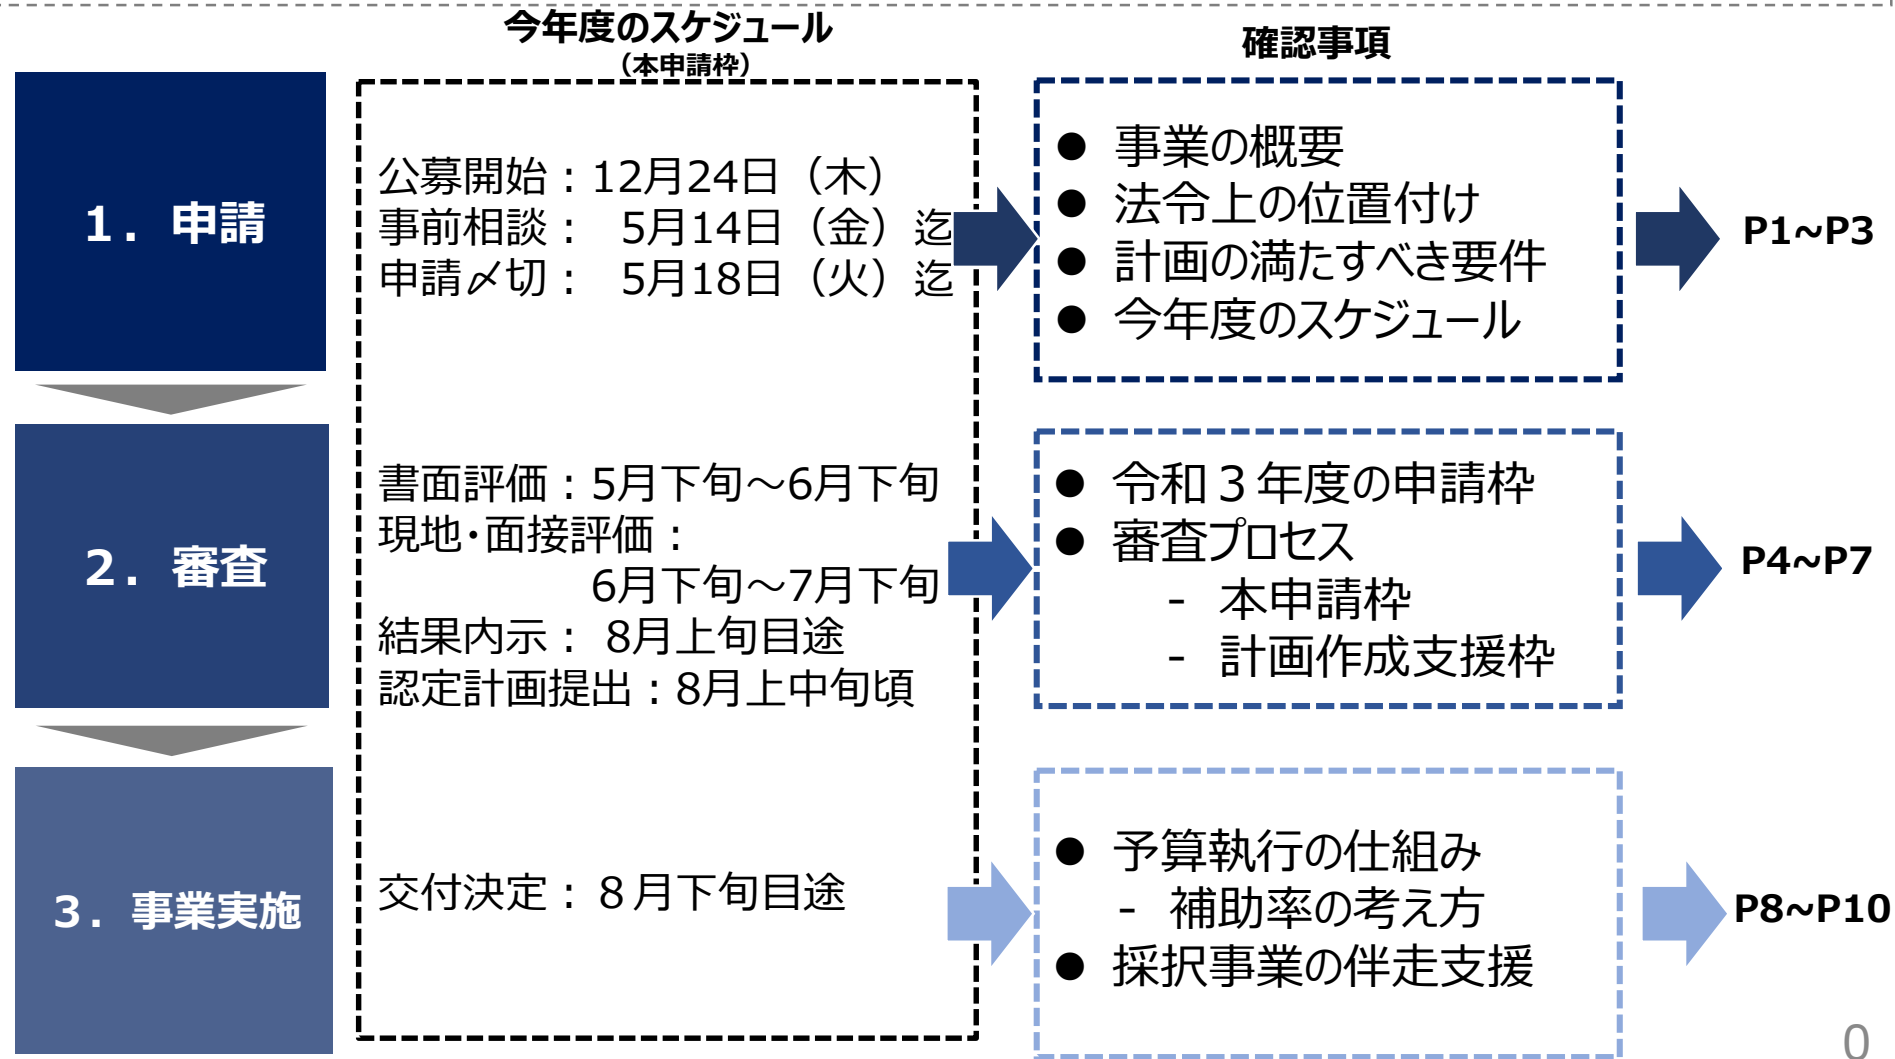 今年度のスケジュール
（本申請枠）
確認事項
1．申請
公募開始：12月24日（木）
事前相談： 5月14日（金）迄
申請〆切： 5月18日（火）迄
● 事業の概要
● 法令上の位置付け
● 計画の満たすべき要件
● 今年度のスケジュール
P1~P3
2．審査
書面評価：5月下旬～6月下旬
現地・面接評価：
6月下旬～7月下旬
結果内示： 8月上旬目途
認定計画提出：8月上中旬頃
● 令和３年度の申請枠
● 審査プロセス
- 本申請枠
- 計画作成支援枠
P4~P7
3．事業実施
交付決定：８月下旬目途
● 予算執行の仕組み
- 補助率の考え方
● 採択事業の伴走支援
P8~P10
0